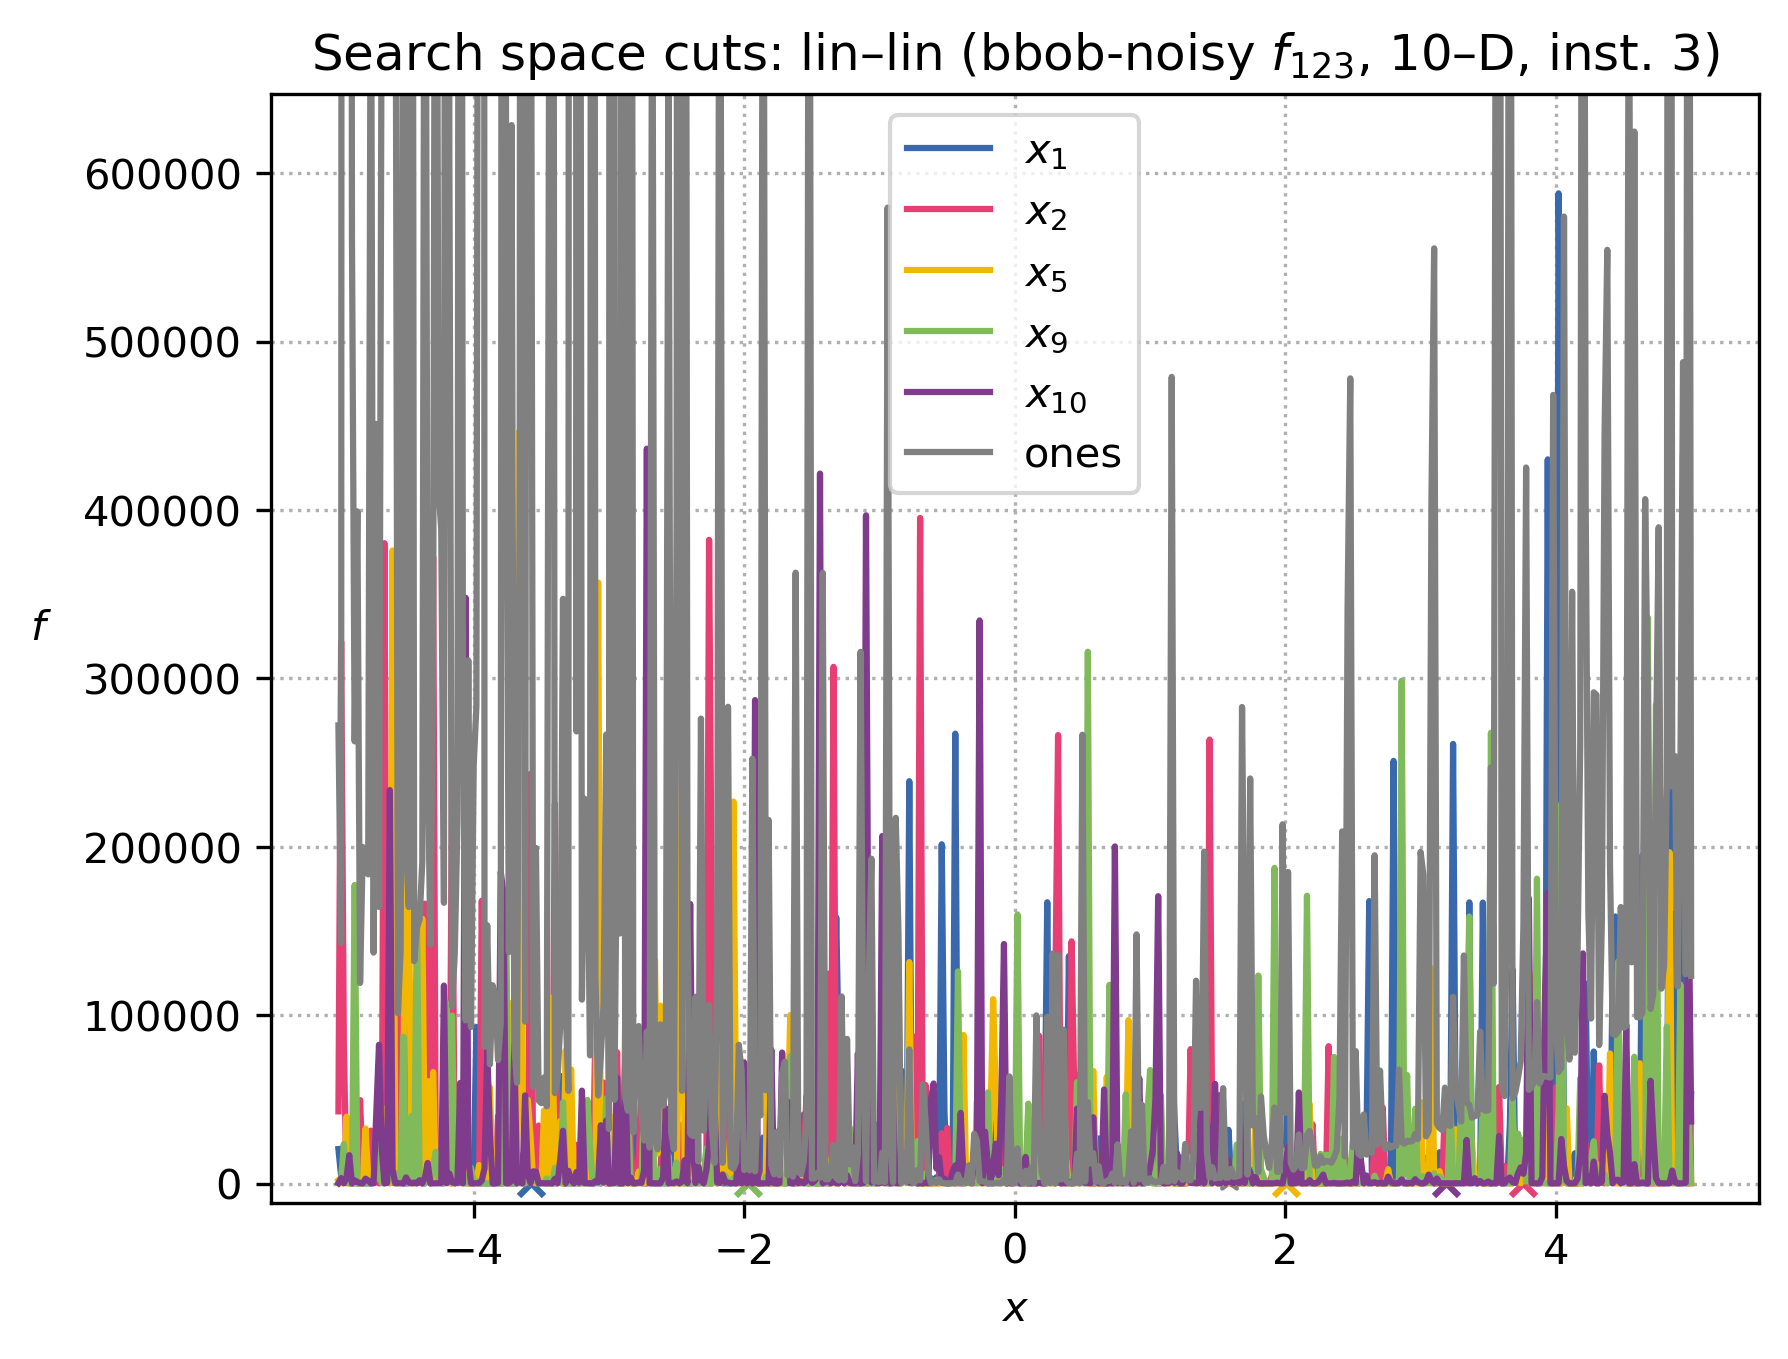 Search space cuts: lin–lin (bbob-noisy f₁₂₃, 10–D, inst. 3)
600000
500000
400000
300000
200000
100000
0
f
x₁
x₂
x₅
x₉
x₁₀
ones
−4
−2
0
2
4
x